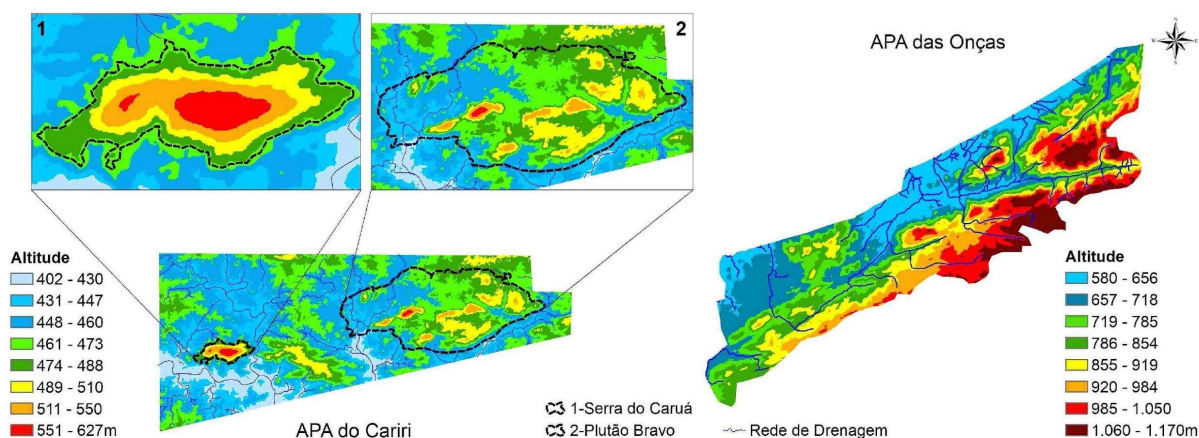 1
2
APA das Onças
N
W
E
S
Altitude
402 - 430
431 - 447
448 - 460
461 - 473
474 - 488
489 - 510
511 - 550
551 - 627m
APA do Cariri
1-Serra do Caruá
2-Plutão Bravo
Rede de Drenagem
Altitude
580 - 656
657 - 718
719 - 785
786 - 854
855 - 919
920 - 984
985 - 1.050
1.060 - 1.170m